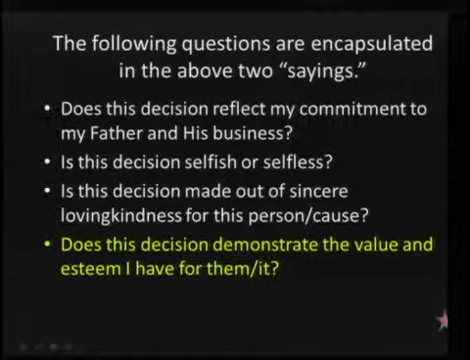 The following questions are encapsulated
in the above two “sayings.”
• Does this decision reflect my commitment to
my Father and His business?
• Is this decision selfish or selfless?
• Is this decision made out of sincere
lovingkindness for this person/cause?
• Does this decision demonstrate the value and
esteem I have for them/it?